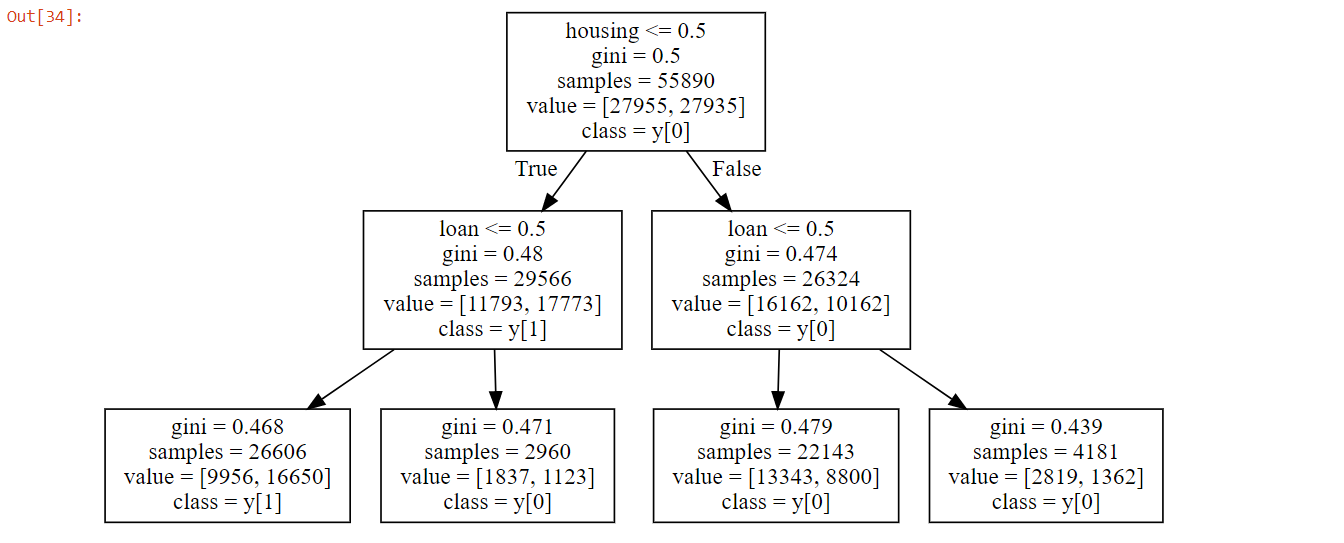 Out[34]:
housing <= 0.5
gini = 0.5
samples = 55890
value = [27955, 27935]
class = y[0]
True
False
loan <= 0.5
gini = 0.48
samples = 29566
value = [11793, 17773]
class = y[1]
loan <= 0.5
gini = 0.474
samples = 26324
value = [16162, 10162]
class = y[0]
gini = 0.468
samples = 26606
value = [9956, 16650]
class = y[1]
gini = 0.471
samples = 2960
value = [1837, 1123]
class = y[0]
gini = 0.479
samples = 22143
value = [13343, 8800]
class = y[0]
gini = 0.439
samples = 4181
value = [2819, 1362]
class = y[0]